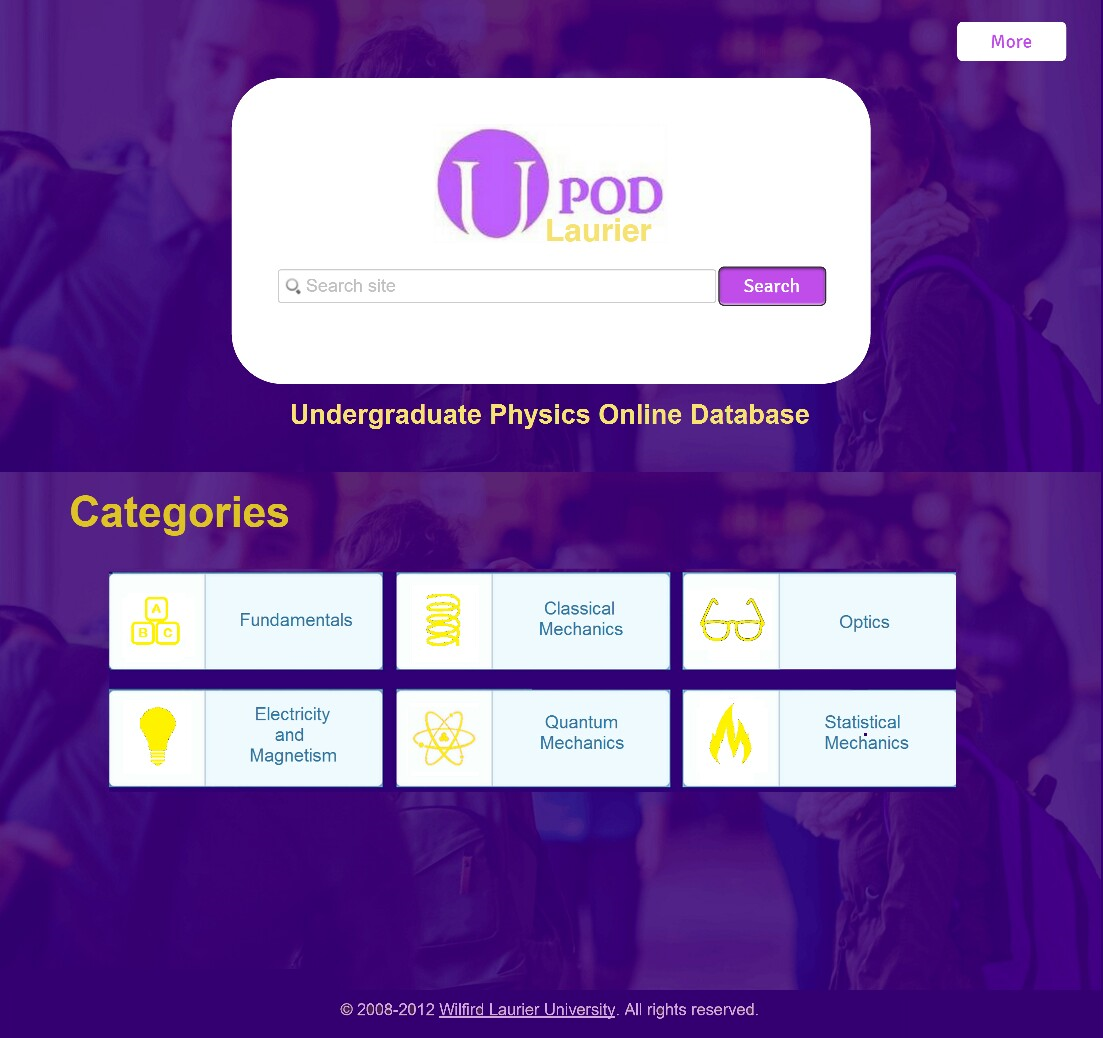 More
U POD
Laurier
Search site
Search
Undergraduate Physics Online Database
Categories
A
B C
Fundamentals
Classical
Mechanics
Optics
Electricity
and
Magnetism
Quantum
Mechanics
Statistical
Mechanics
© 2008-2012 Wilfird Laurier University. All rights reserved.